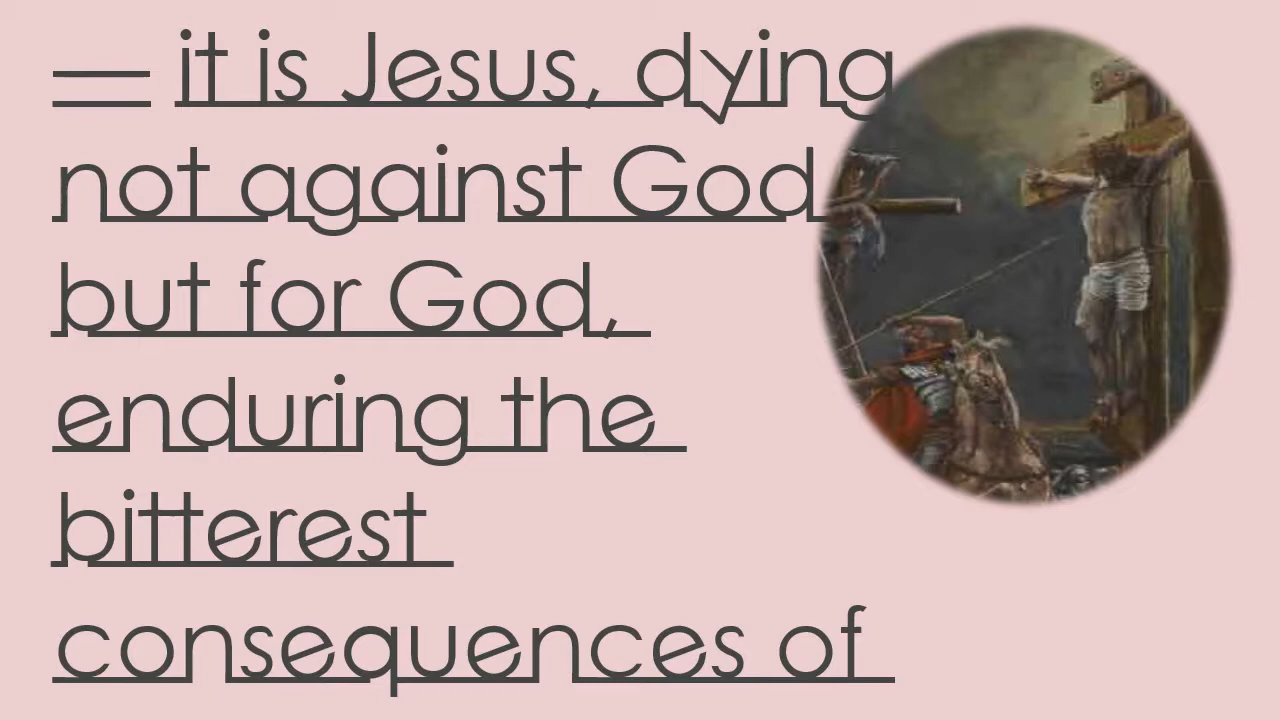 — it is Jesus, dying
not against God
but for God,
enduring the
bitterest
consequences of